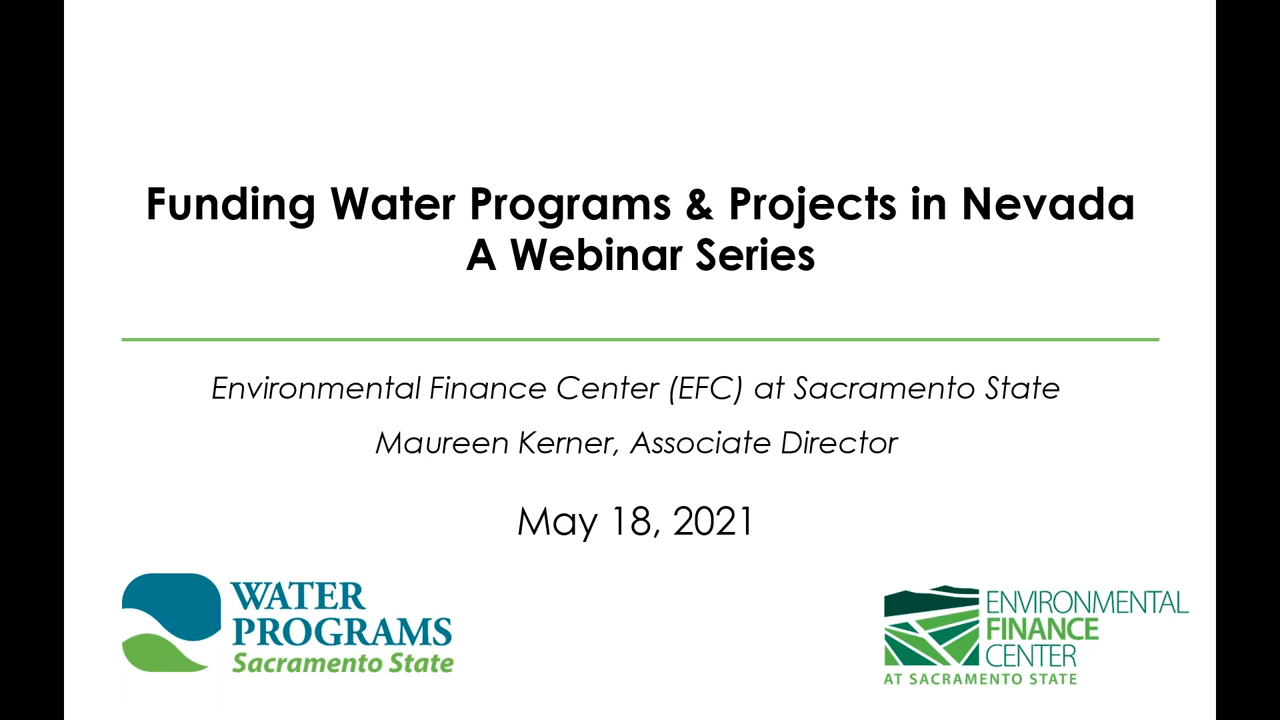 Funding Water Programs & Projects in Nevada
A Webinar Series
Environmental Finance Center (EFC) at Sacramento State
Maureen Kerner, Associate Director
May 18, 2021
WATER
PROGRAMS
Sacramento State
ENVIRONMENTAL
FINANCE
CENTER
AT SACRAMENTO STATE